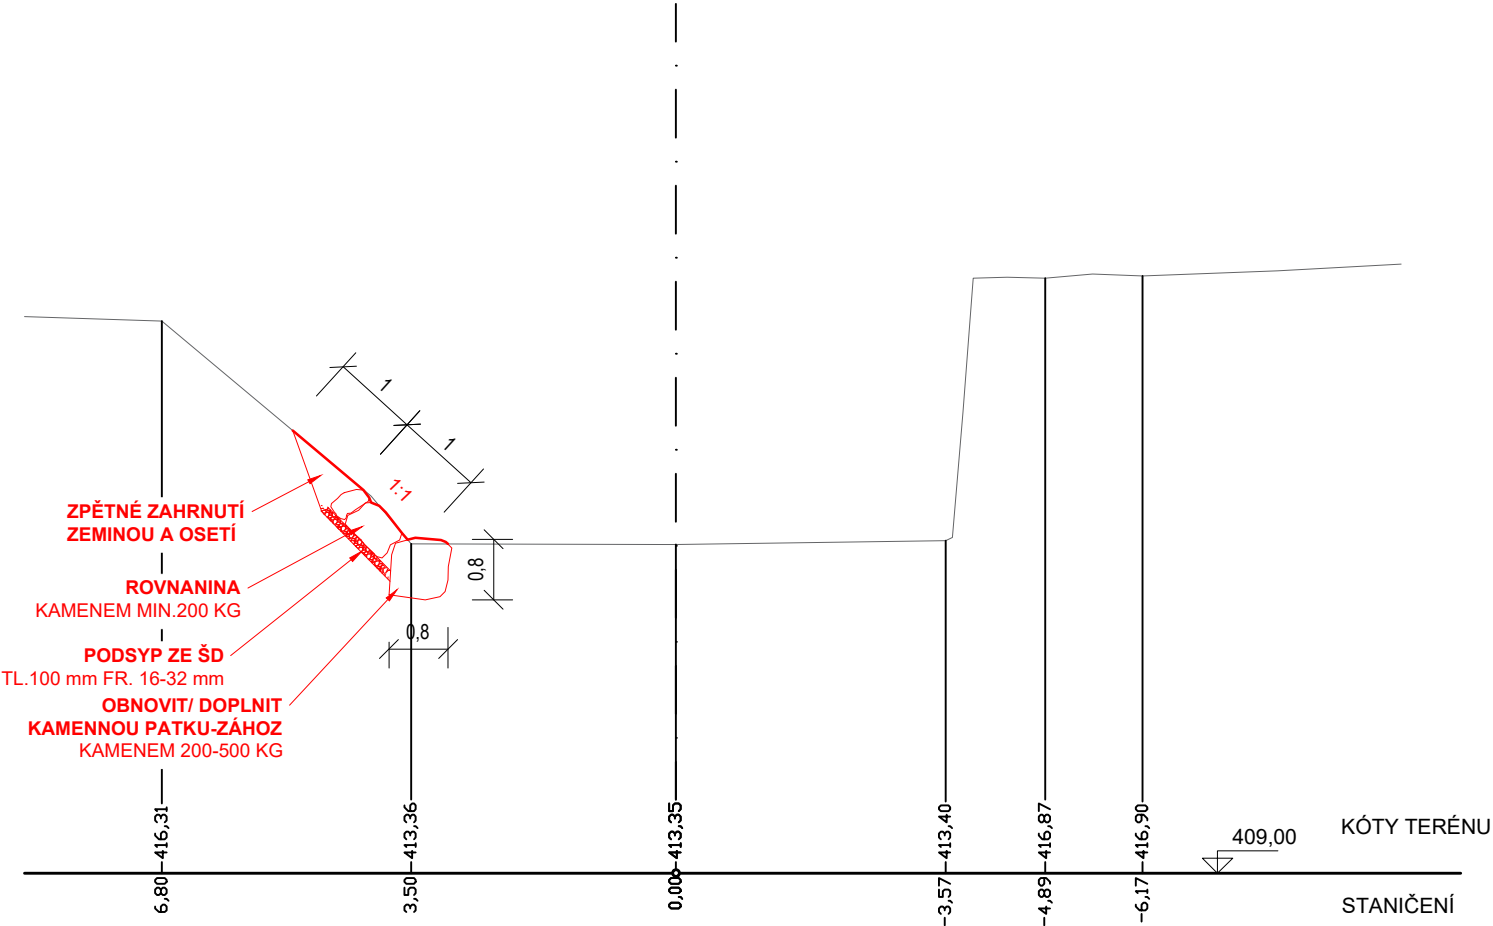 1
1
1:1
ZPĚTNÉ ZAHRNUTÍ
ZEMINOU A OSETÍ
ROVNANINA
KAMENEM MIN.200 KG
PODSYP ZE ŠD
TL.100 mm FR. 16-32 mm
OBNOVIT/ DOPLNIT
KAMENNOU PATKU-ZÁHOZ
KAMENEM 200-500 KG
0,8
0,8
416,31
413,36
413,35
413,40
416,87
416,90
409,00
KÓTY TERÉNU
6,80
3,50
0,00
-3,57
-4,89
-6,17
STANIČENÍ